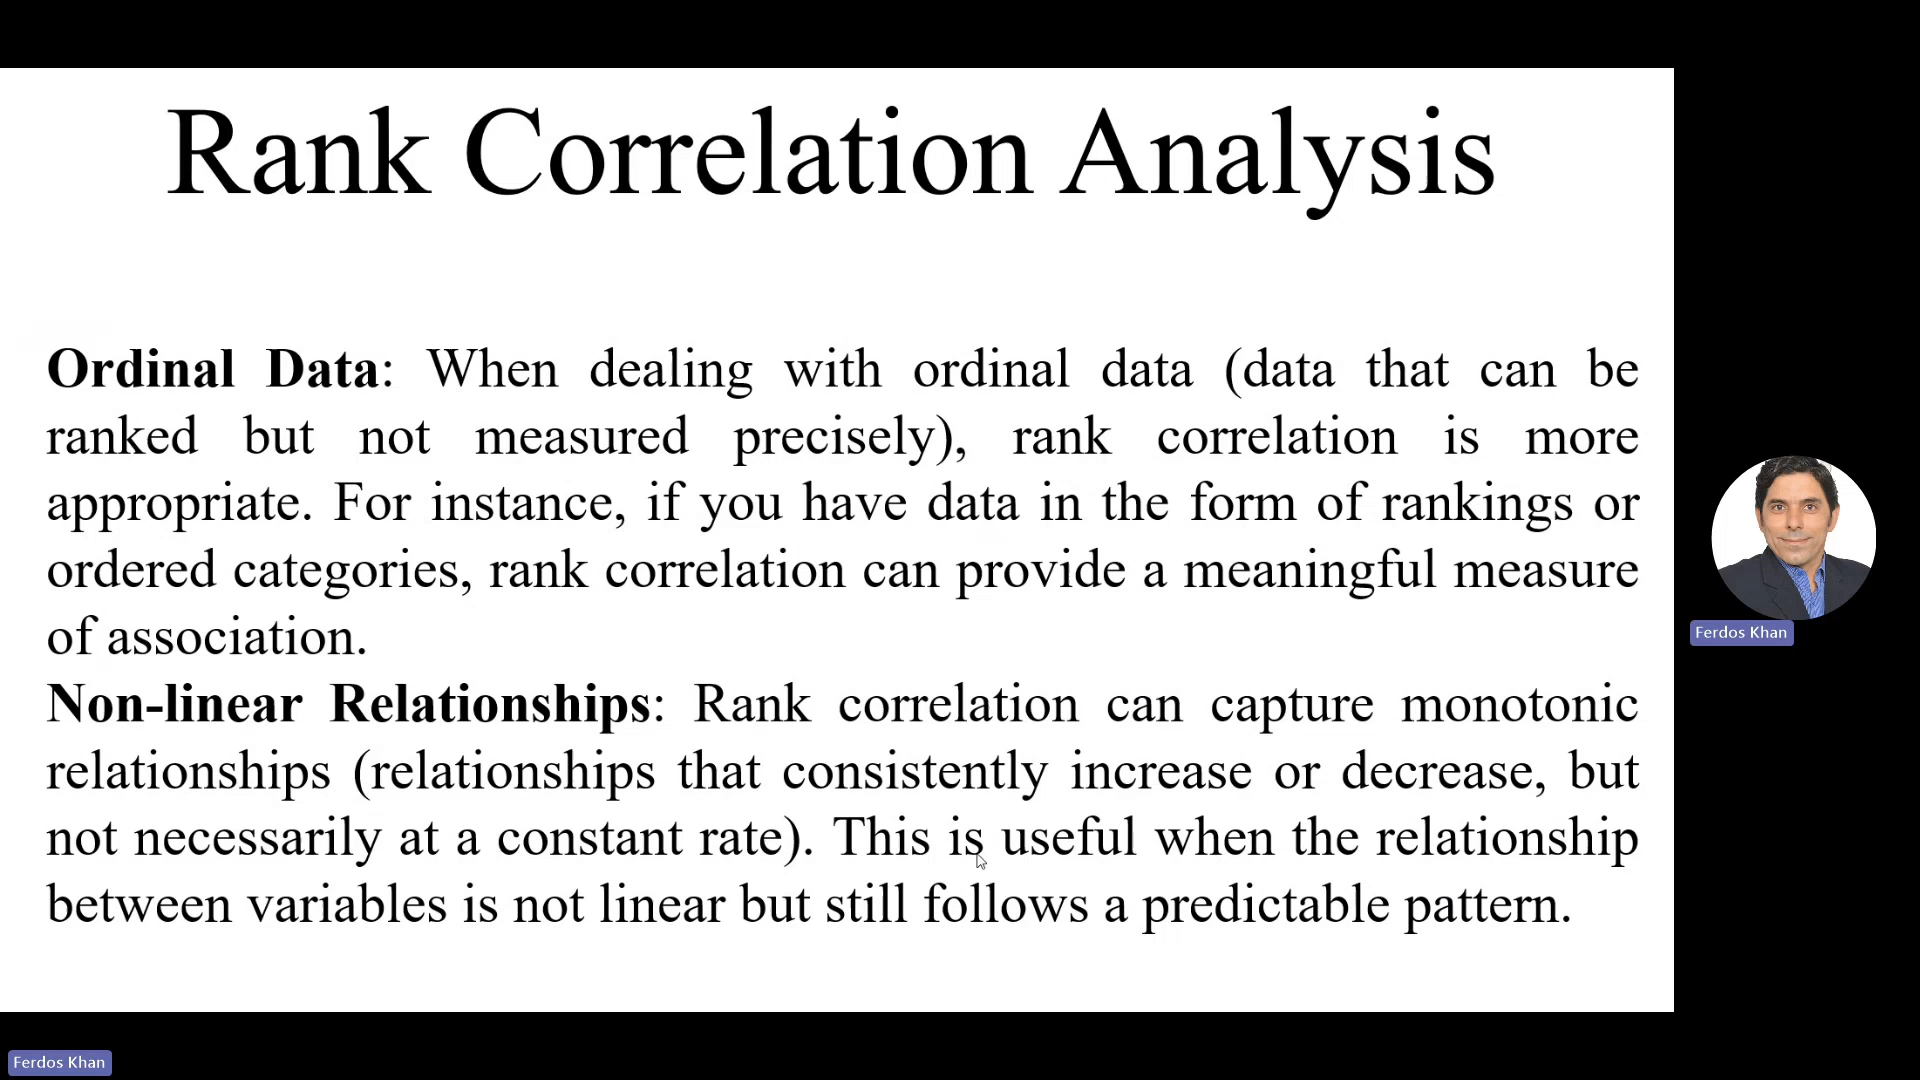 Rank Correlation Analysis
Ordinal Data: When dealing with ordinal data (data that can be
ranked but not measured precisely), rank correlation is more
appropriate. For instance, if you have data in the form of rankings or
ordered categories, rank correlation can provide a meaningful measure
of association.
Non-linear Relationships: Rank correlation can capture monotonic
relationships (relationships that consistently increase or decrease, but
not necessarily at a constant rate). This is useful when the relationship
between variables is not linear but still follows a predictable pattern.
Ferdos Khan
Ferdos Khan